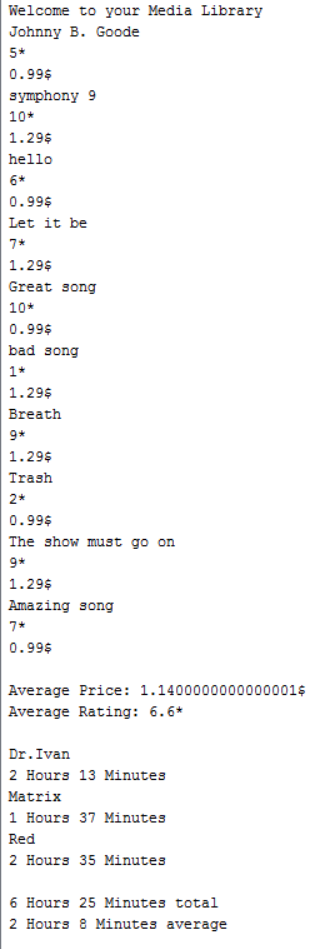 Welcome to your Media Library
Johnny B. Goode
5*
0.99$
symphony 9
10*
1.29$
hello
6*
0.99$
Let it be
7*
1.29$
Great song
10*
0.99$
bad song
1*
1.29$
Breath
9*
1.29$
Trash
2*
0.99$
The show must go on
9*
1.29$
Amazing song
7*
0.99$
Average Price: 1.1400000000000001$
Average Rating: 6.6*
Dr.Ivan
2 Hours 13 Minutes
Matrix
1 Hours 37 Minutes
Red
2 Hours 35 Minutes
6 Hours 25 Minutes total
2 Hours 8 Minutes average